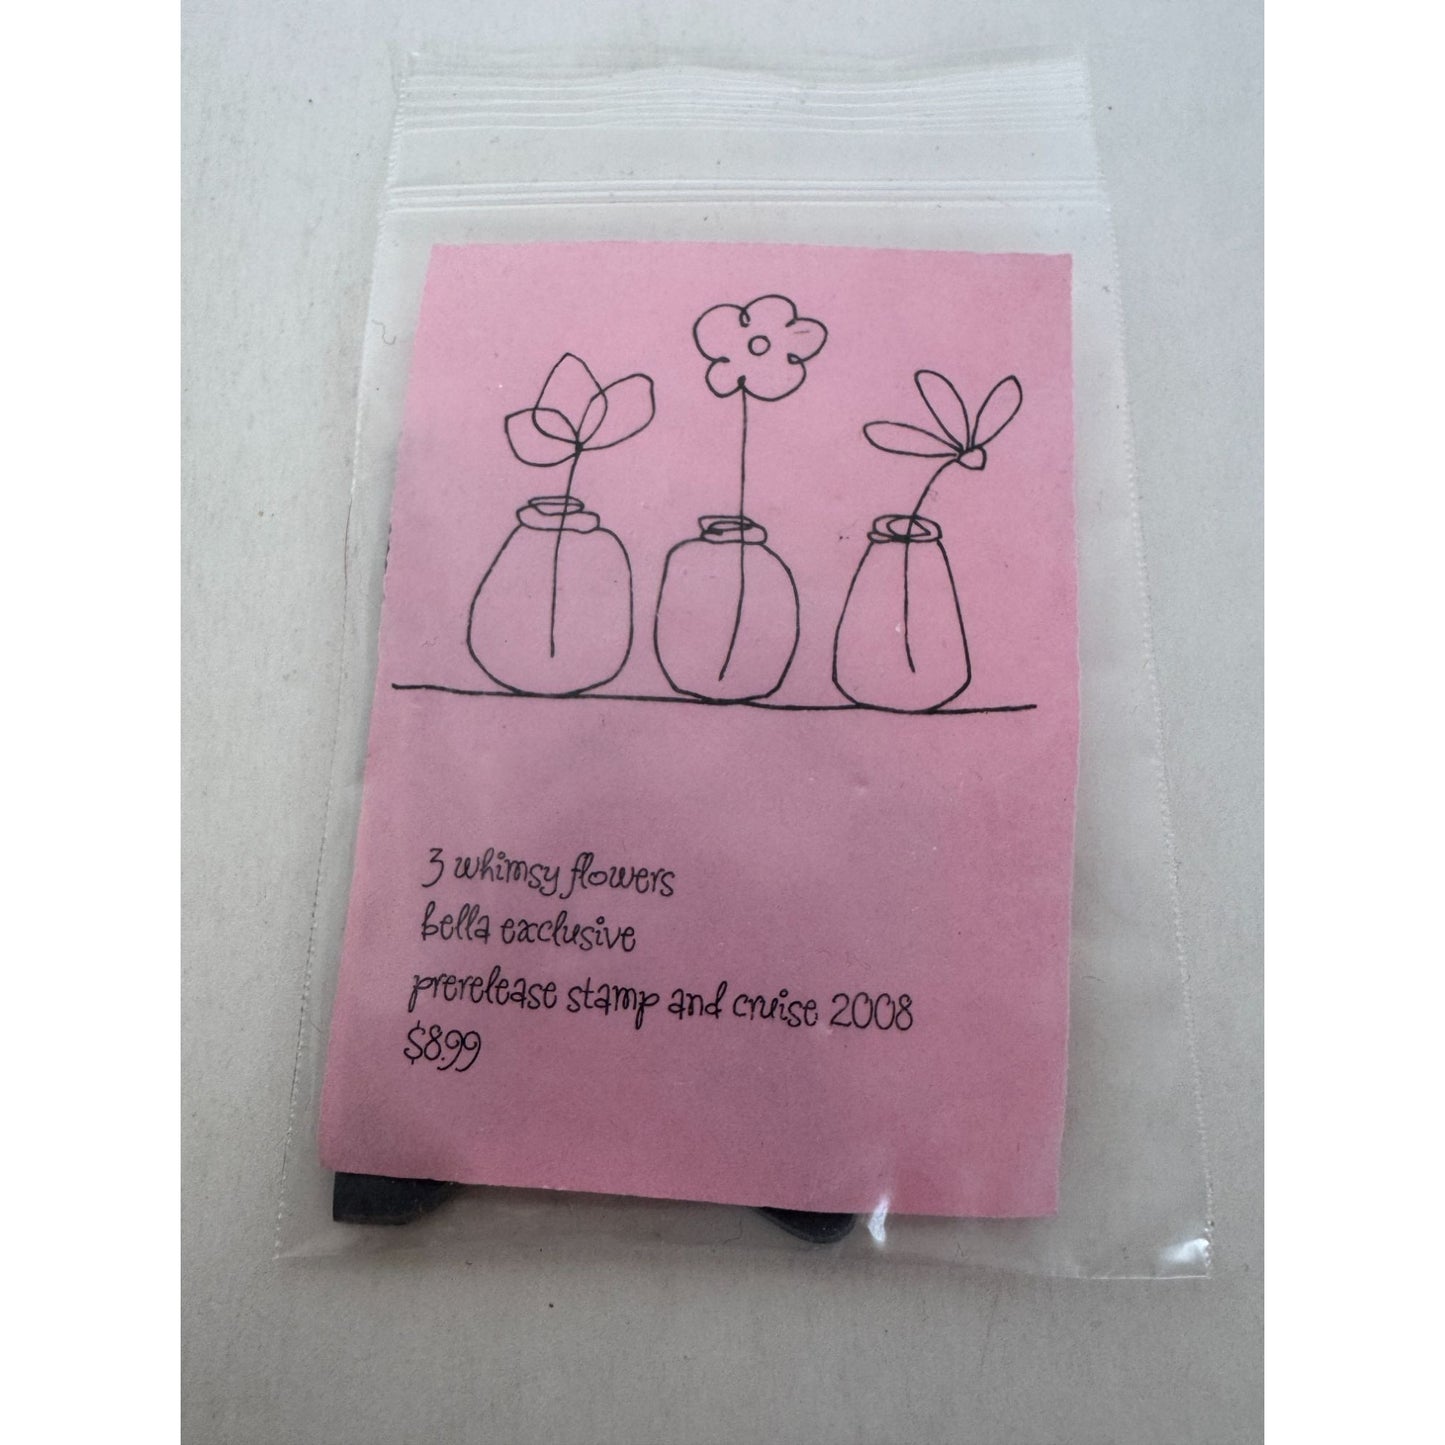 3 whimsy flowers
bella exclusive
prerelease stamp and cruise 2008
$8.99